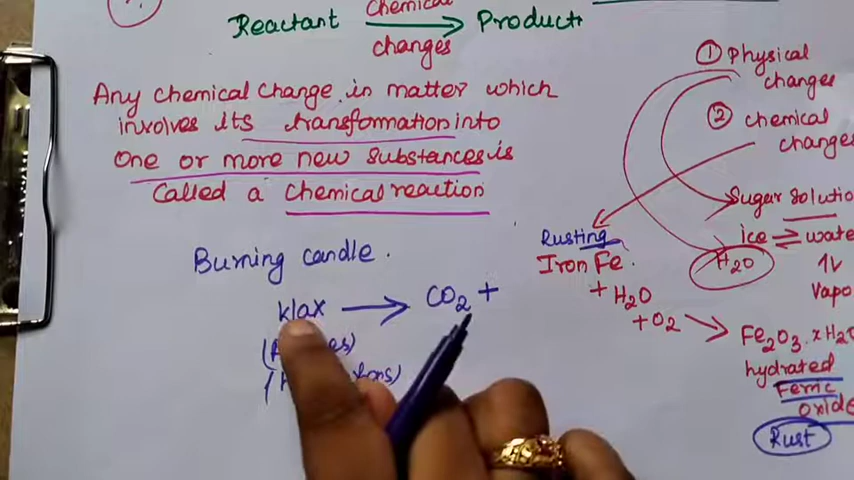 Chemical
Reactant → Product
changes
Any Chemical Change in matter which
involves its transformation into
one or more new substances is
called a chemical reaction
Burning candle.
Wax → CO2 +
① Physical
changes
② chemical
changes
Sugar solution
ice ⇌ water
H2O
Vapor
Rusting
Iron Fe
+ H2O
+ O2 → Fe2O3.xH2O
hydrated
Ferric
oxide
Rust